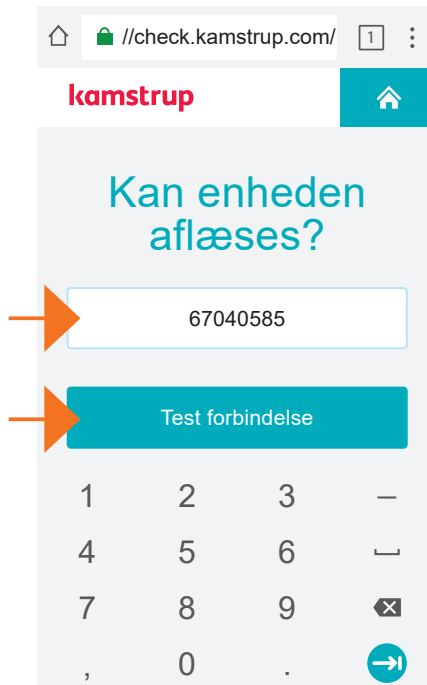 //check.kamstrup.com/ 1
kamstrup
Kan enheden
aflæses?
67040585
Test forbindelse
1 2 3 –
4 5 6
7 8 9
, 0 .